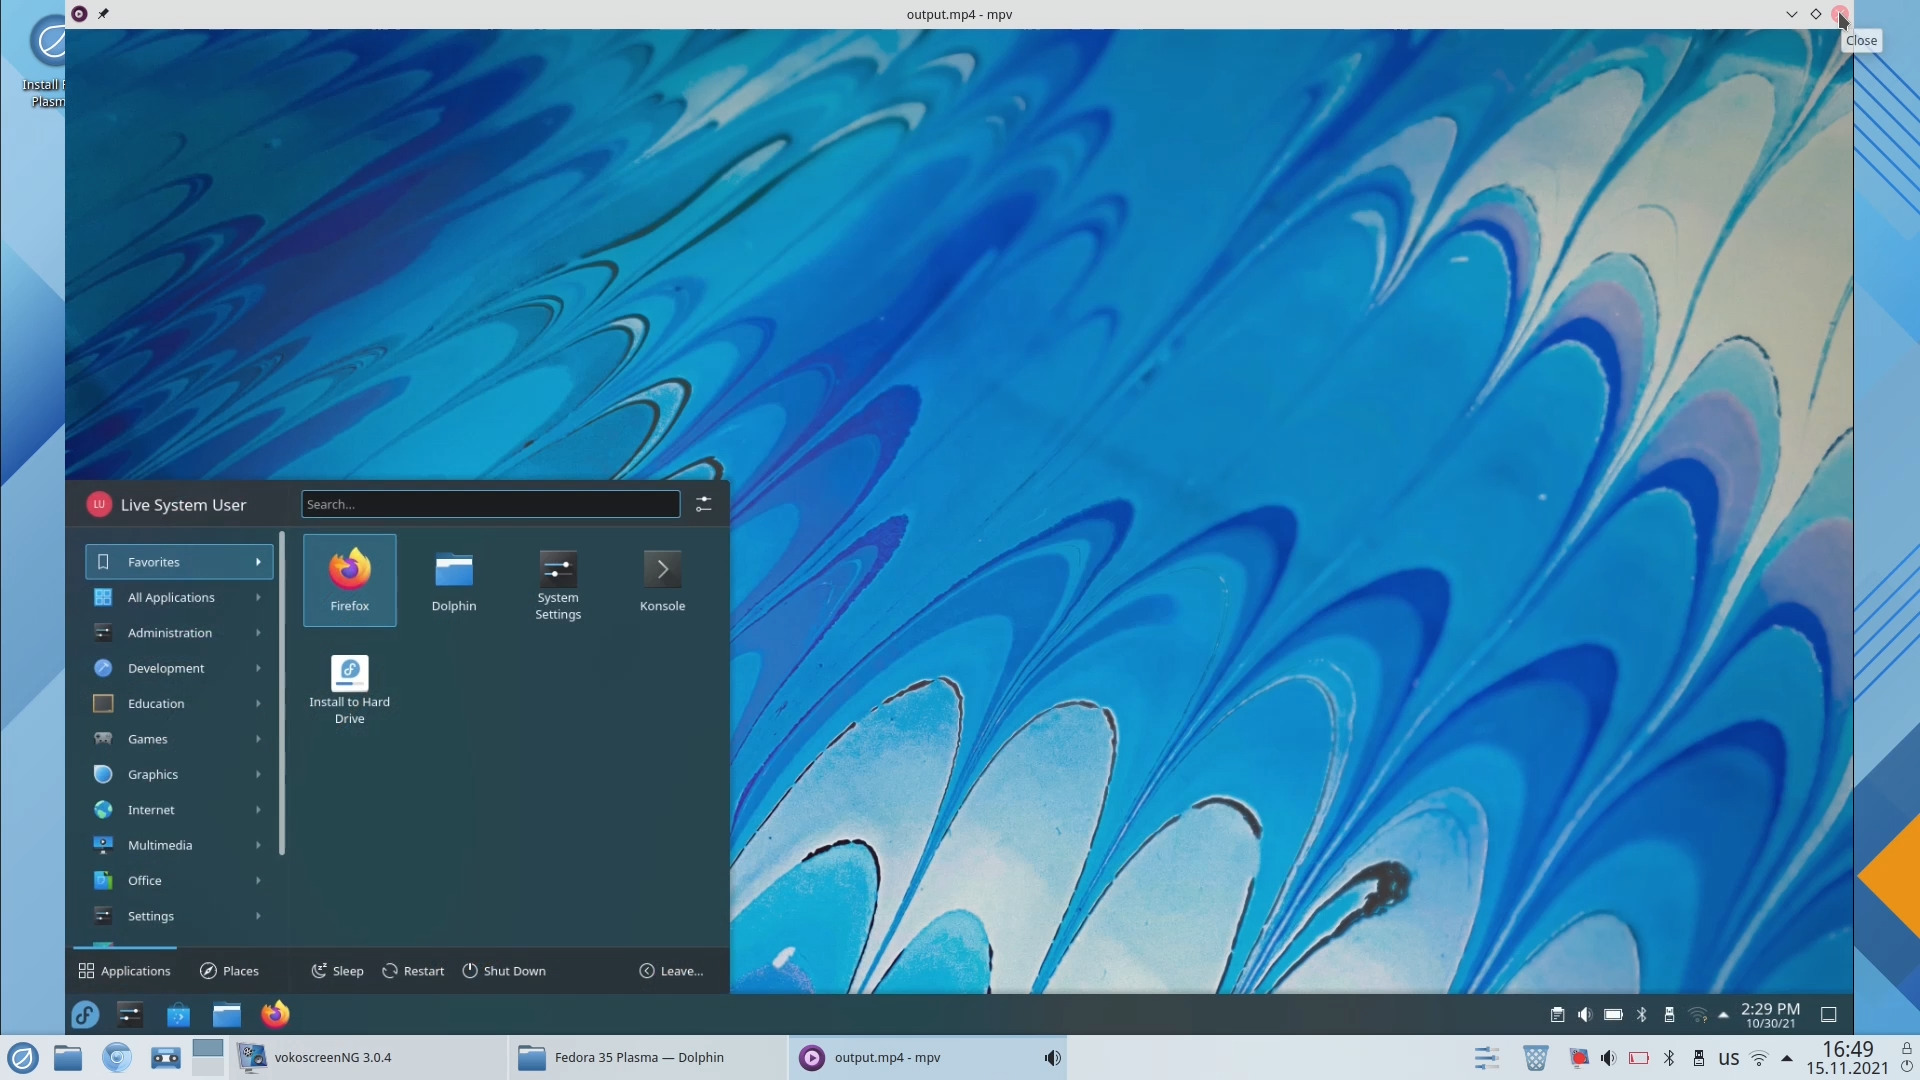 output.mp4 - mpv
Close
Install
Plasm
LU
Live System User
Search...
Favorites
All Applications
Administration
Development
Education
Games
Graphics
Internet
Multimedia
Office
Settings
Firefox
Dolphin
System
Settings
Konsole
Install to Hard
Drive
Applications
Places
Sleep
Restart
Shut Down
Leave...
2:29 PM
10/30/21
vokoscreenNG 3.0.4
Fedora 35 Plasma — Dolphin
output.mp4 - mpv
us
16:49
15.11.2021